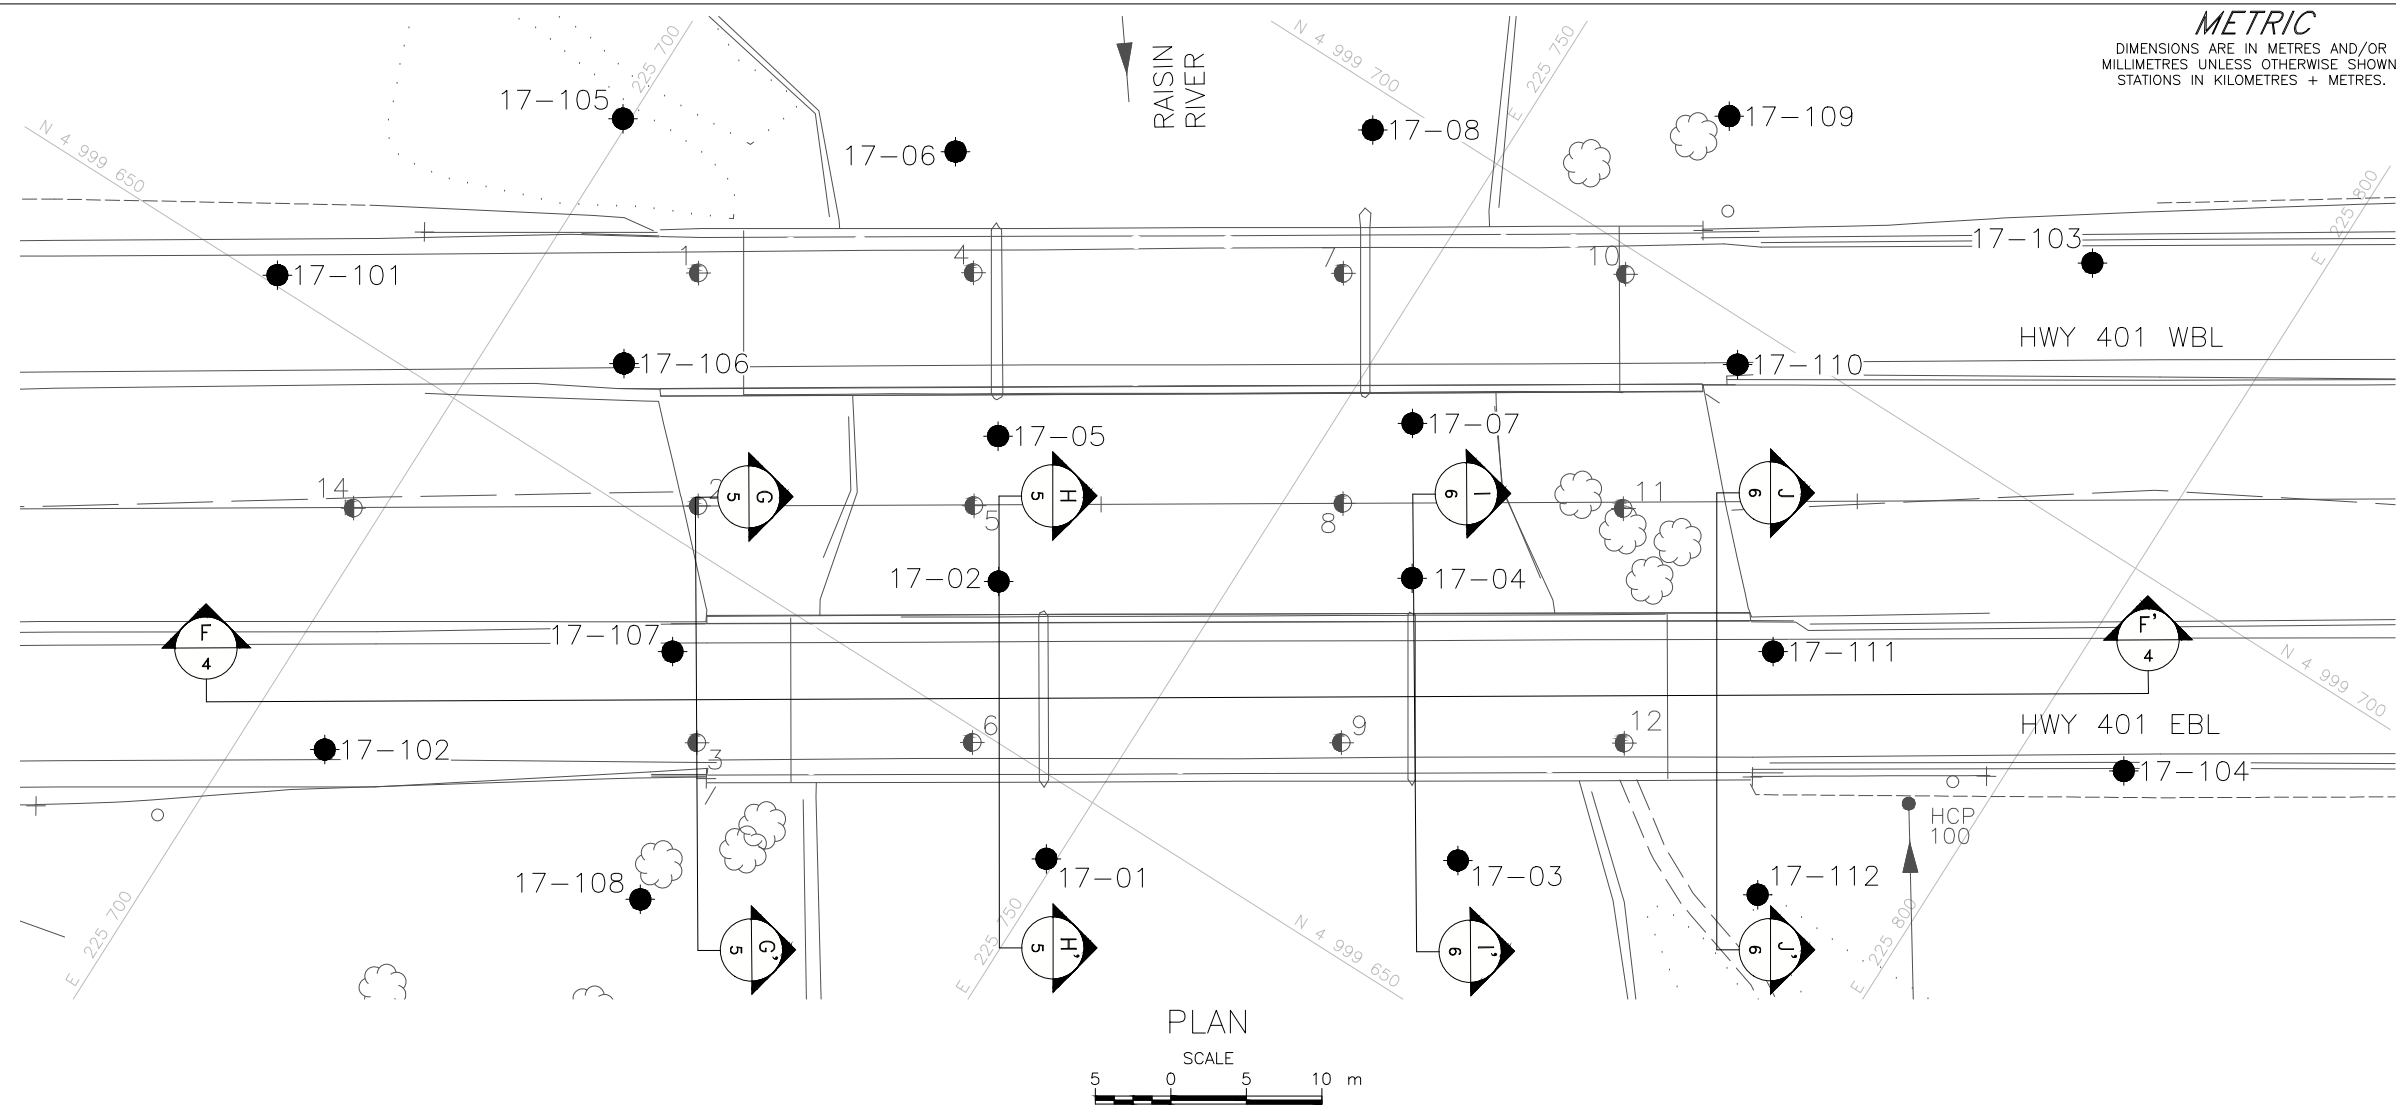 METRIC
DIMENSIONS ARE IN METRES AND/OR
MILLIMETRES UNLESS OTHERWISE SHOWN
STATIONS IN KILOMETRES + METRES.
N 4 999 650
225 700
N 4 999 700
E 225 750
E 225 800
RAISIN
RIVER
17-105
17-06
17-08
17-109
17-101
1
4
7
10
17-103
HWY 401 WBL
17-106
17-110
17-05
17-07
14
2
5
8
11
G
5
H
5
I
6
J
6
17-02
17-04
F
4
17-107
17-111
F'
4
N 4 999 700
17-102
3
6
9
12
HWY 401 EBL
17-104
HCP
100
17-108
17-01
17-03
17-112
E 225 700
E 225 750
N 4 999 650
E 225 800
G'
5
H'
5
I'
6
J'
6
PLAN
SCALE
5 0 5 10 m